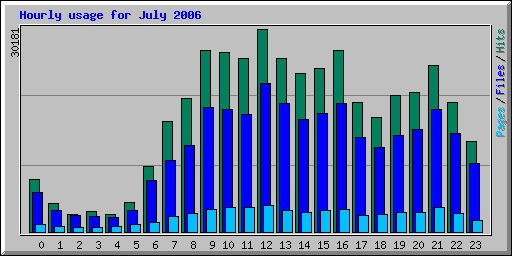 Hourly usage for July 2006
30181
Pages/Files/Hits
0 1 2 3 4 5 6 7 8 9 10 11 12 13 14 15 16 17 18 19 20 21 22 23